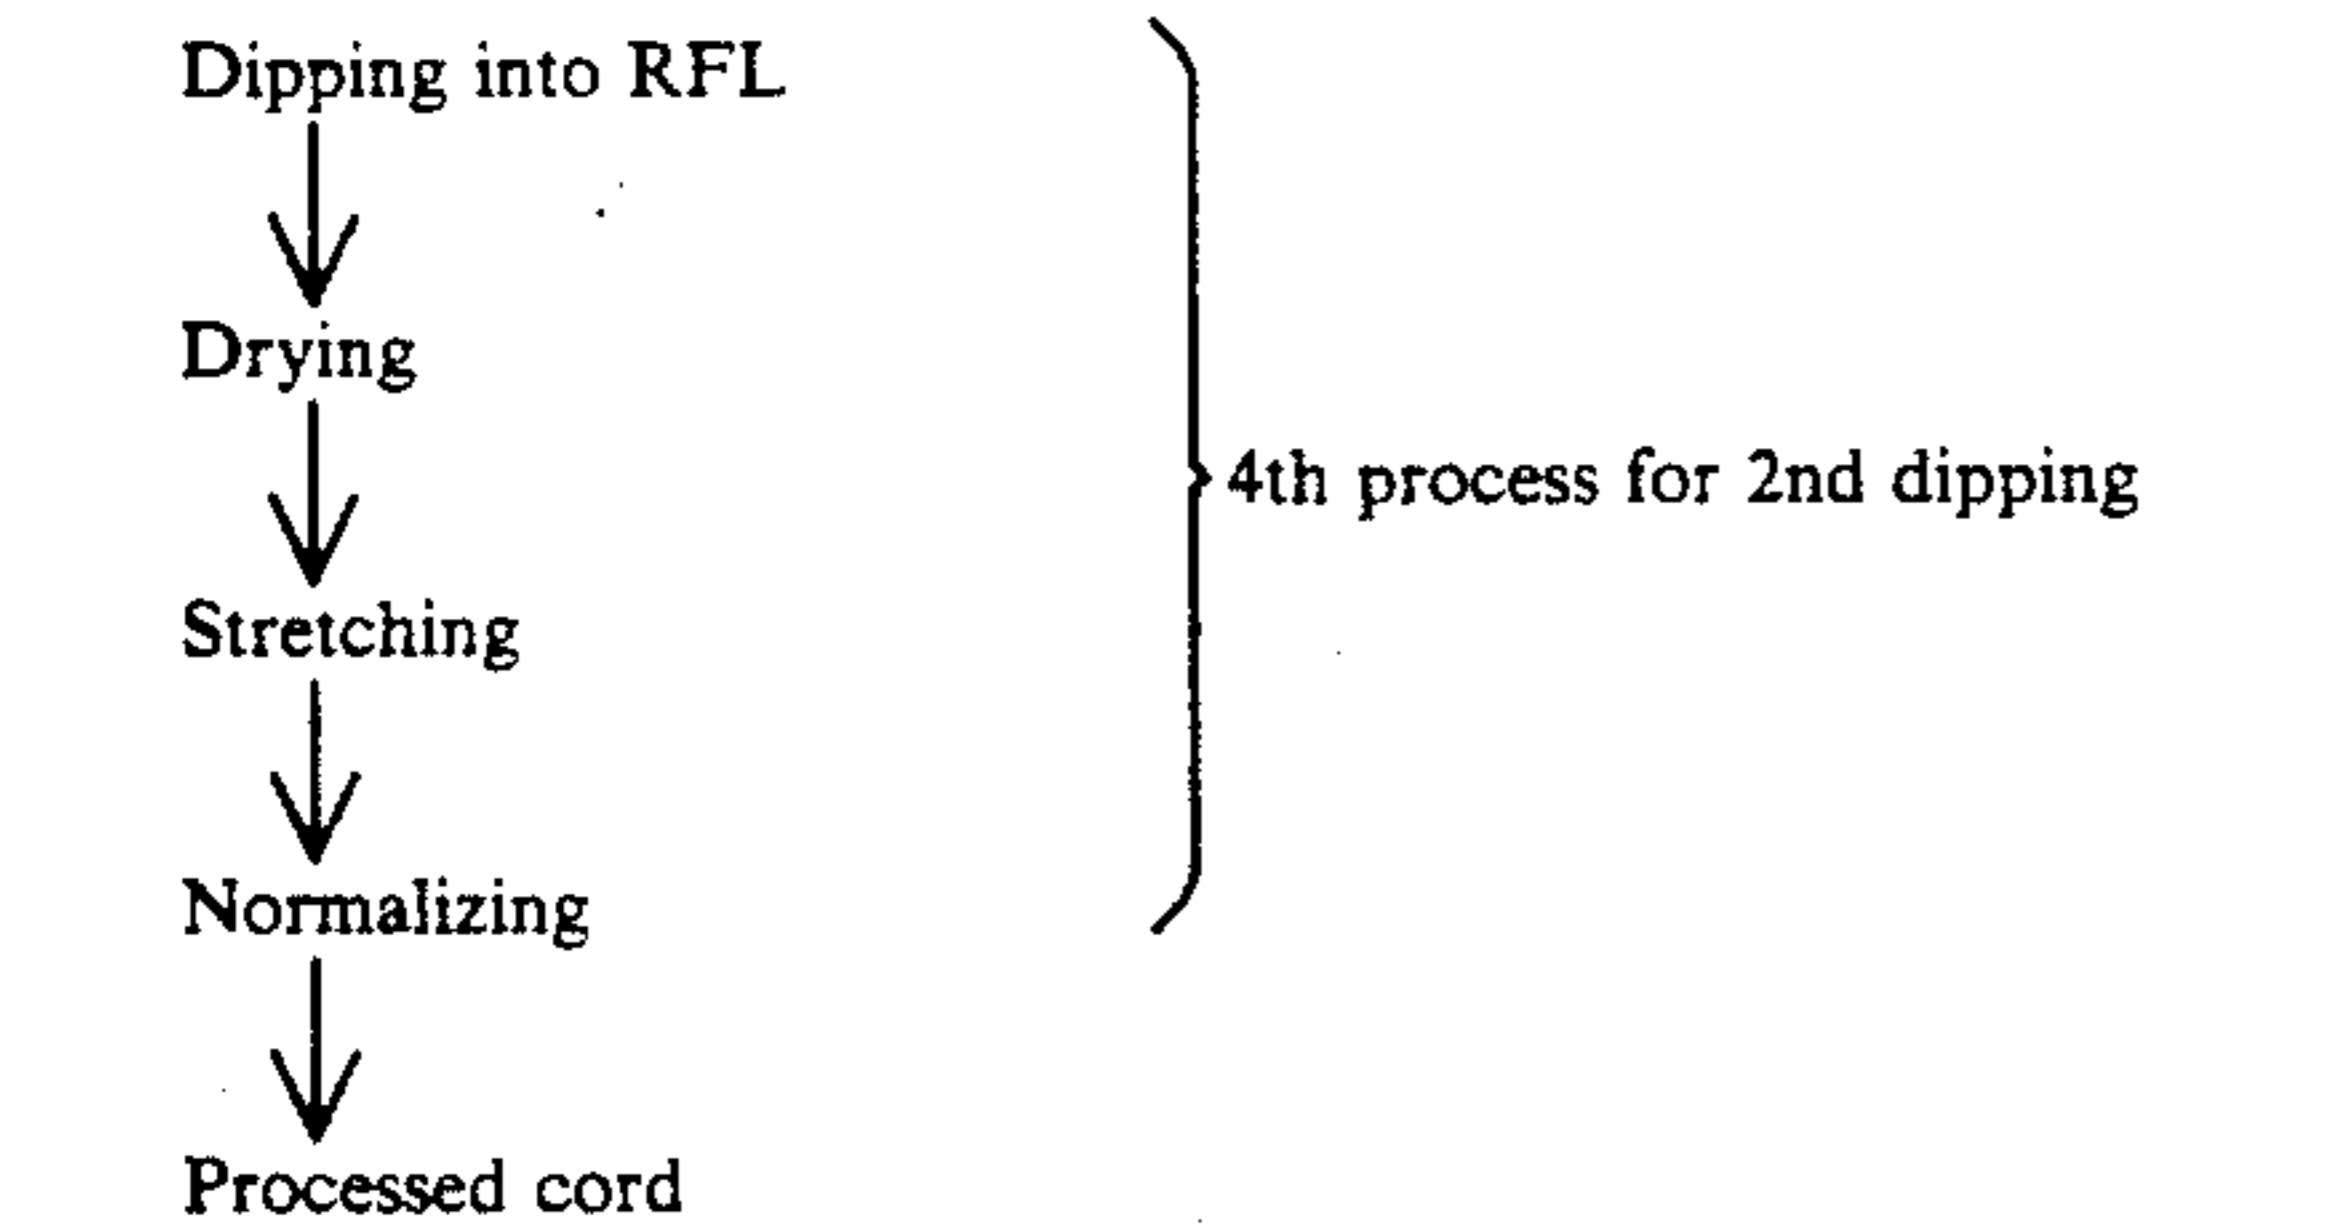 Dipping into RFL
Drying
4th process for 2nd dipping
Stretching
Normalizing
Processed cord